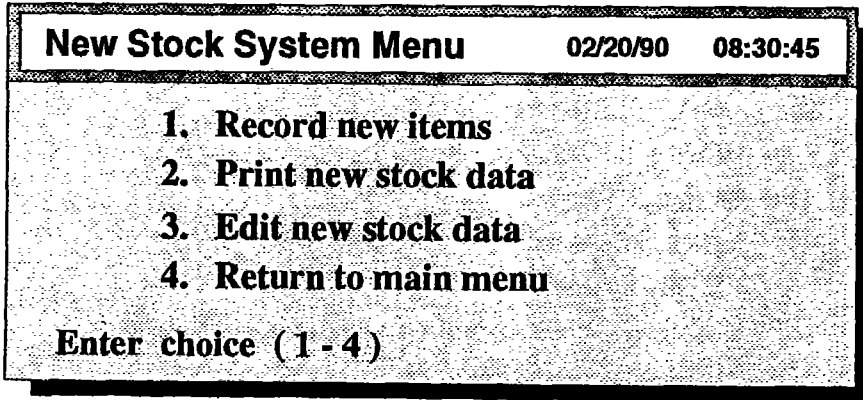 New Stock System Menu 02/20/90 08:30:45
1. Record new items
2. Print new stock data
3. Edit new stock data
4. Return to main menu
Enter choice (1-4)